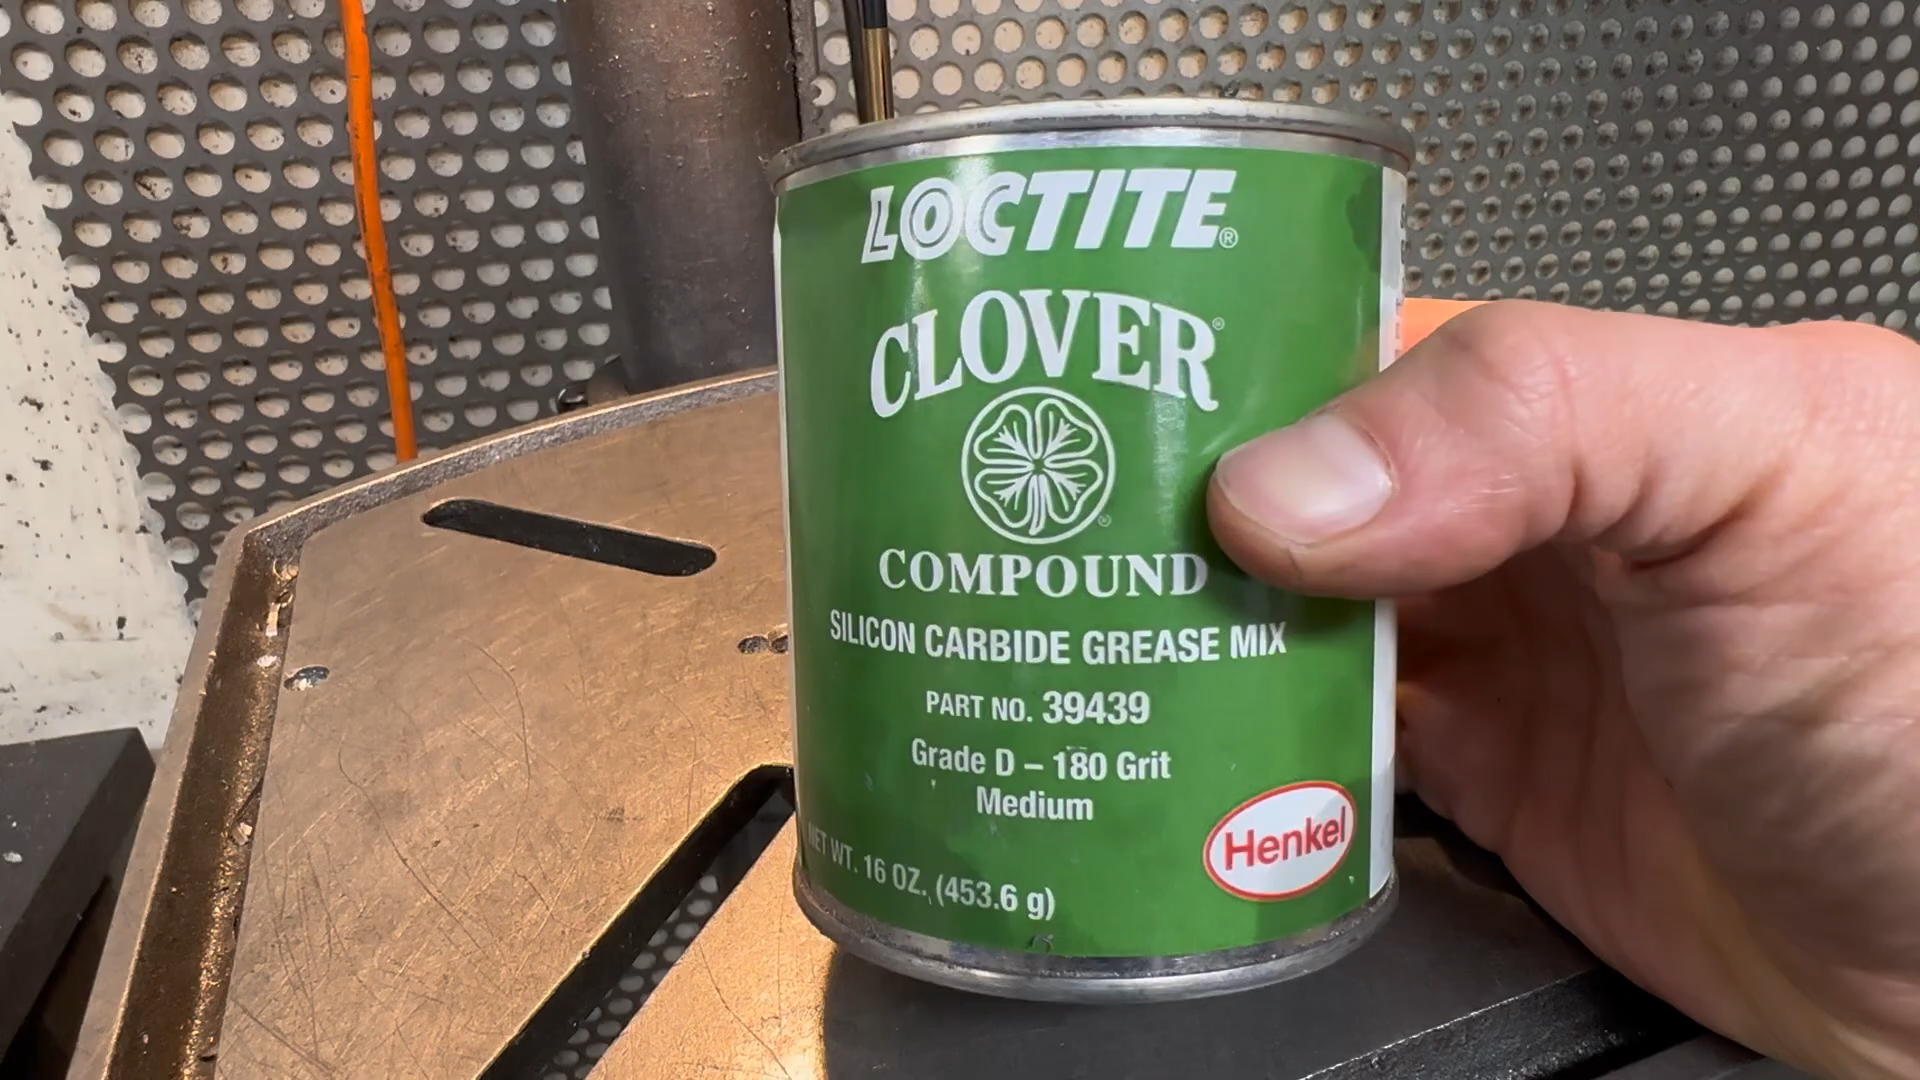 LOCTITE®
CLOVER®
®
COMPOUND
SILICON CARBIDE GREASE MIX
PART NO. 39439
Grade D – 180 Grit
Medium
Henkel
NET WT. 16 OZ. (453.6 g)